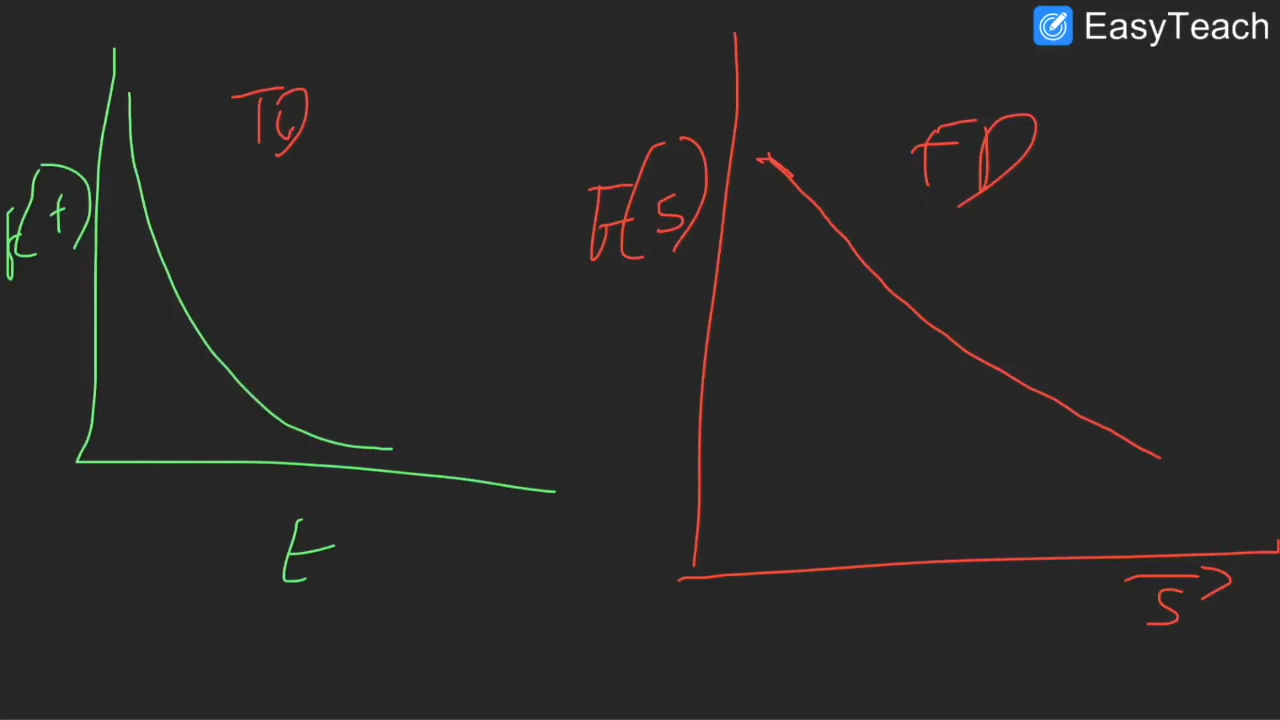 EasyTeach
TD
F(t)
t
FD
F(s)
s